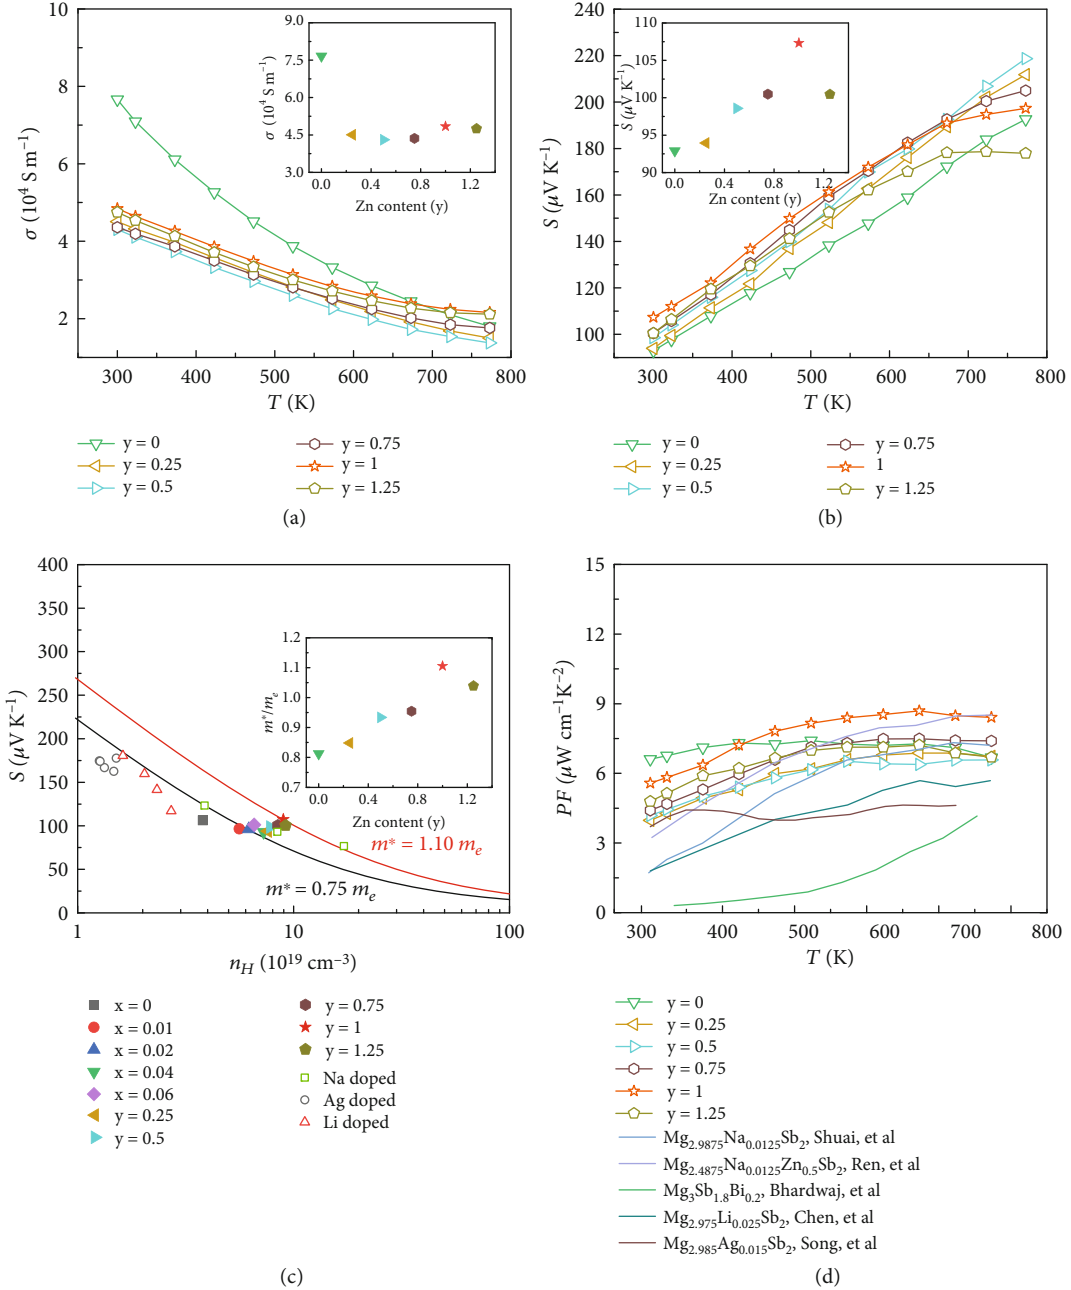 10
8
6
4
2
σ (10⁴ S m⁻¹)
300 400 500 600 700 800
T (K)
9.0
7.5
6.0
4.5
3.0
σ (10⁴ S m⁻¹)
0.0 0.4 0.8 1.2
Zn content (y)
y = 0
y = 0.25
y = 0.5
y = 0.75
y = 1
y = 1.25
(a)
240
220
200
180
160
140
120
100
S (μV K⁻¹)
300 400 500 600 700 800
T (K)
110
105
100
95
90
S (μV K⁻¹)
0.0 0.4 0.8 1.2
Zn content (y)
y = 0
y = 0.25
y = 0.5
y = 0.75
1
y = 1.25
(b)
400
350
300
250
200
150
100
50
0
S (μV K⁻¹)
1 10 100
n_H (10¹⁹ cm⁻³)
1.2
1.1
1.0
0.9
0.8
0.7
m*/mₑ
0.0 0.4 0.8 1.2
Zn content (y)
m* = 1.10 mₑ
m* = 0.75 mₑ
x = 0
x = 0.01
x = 0.02
x = 0.04
x = 0.06
y = 0.25
y = 0.5
y = 0.75
y = 1
y = 1.25
Na doped
Ag doped
Li doped
(c)
15
12
9
6
3
0
PF (μW cm⁻¹K⁻²)
300 400 500 600 700 800
T (K)
y = 0
y = 0.25
y = 0.5
y = 0.75
y = 1
y = 1.25
Mg₂.₉₈₇₅Na₀.₀₁₂₅Sb₂, Shuai, et al
Mg₂.₄₈₇₅Na₀.₀₁₂₅Zn₀.₅Sb₂, Ren, et al
Mg₃Sb₁.₈Bi₀.₂, Bhardwaj, et al
Mg₂.₉₇₅Li₀.₀₂₅Sb₂, Chen, et al
Mg₂.₉₈₅Ag₀.₀₁₅Sb₂, Song, et al
(d)